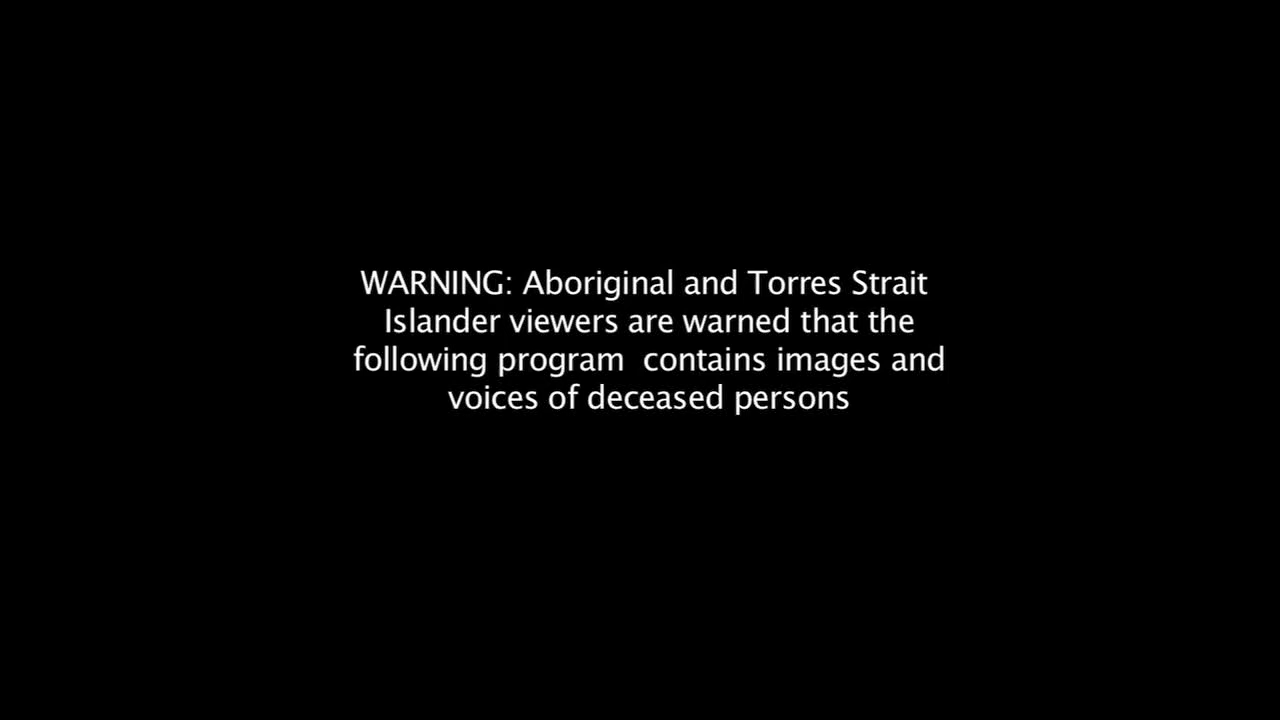 WARNING: Aboriginal and Torres Strait
Islander viewers are warned that the
following program  contains images and
voices of deceased persons